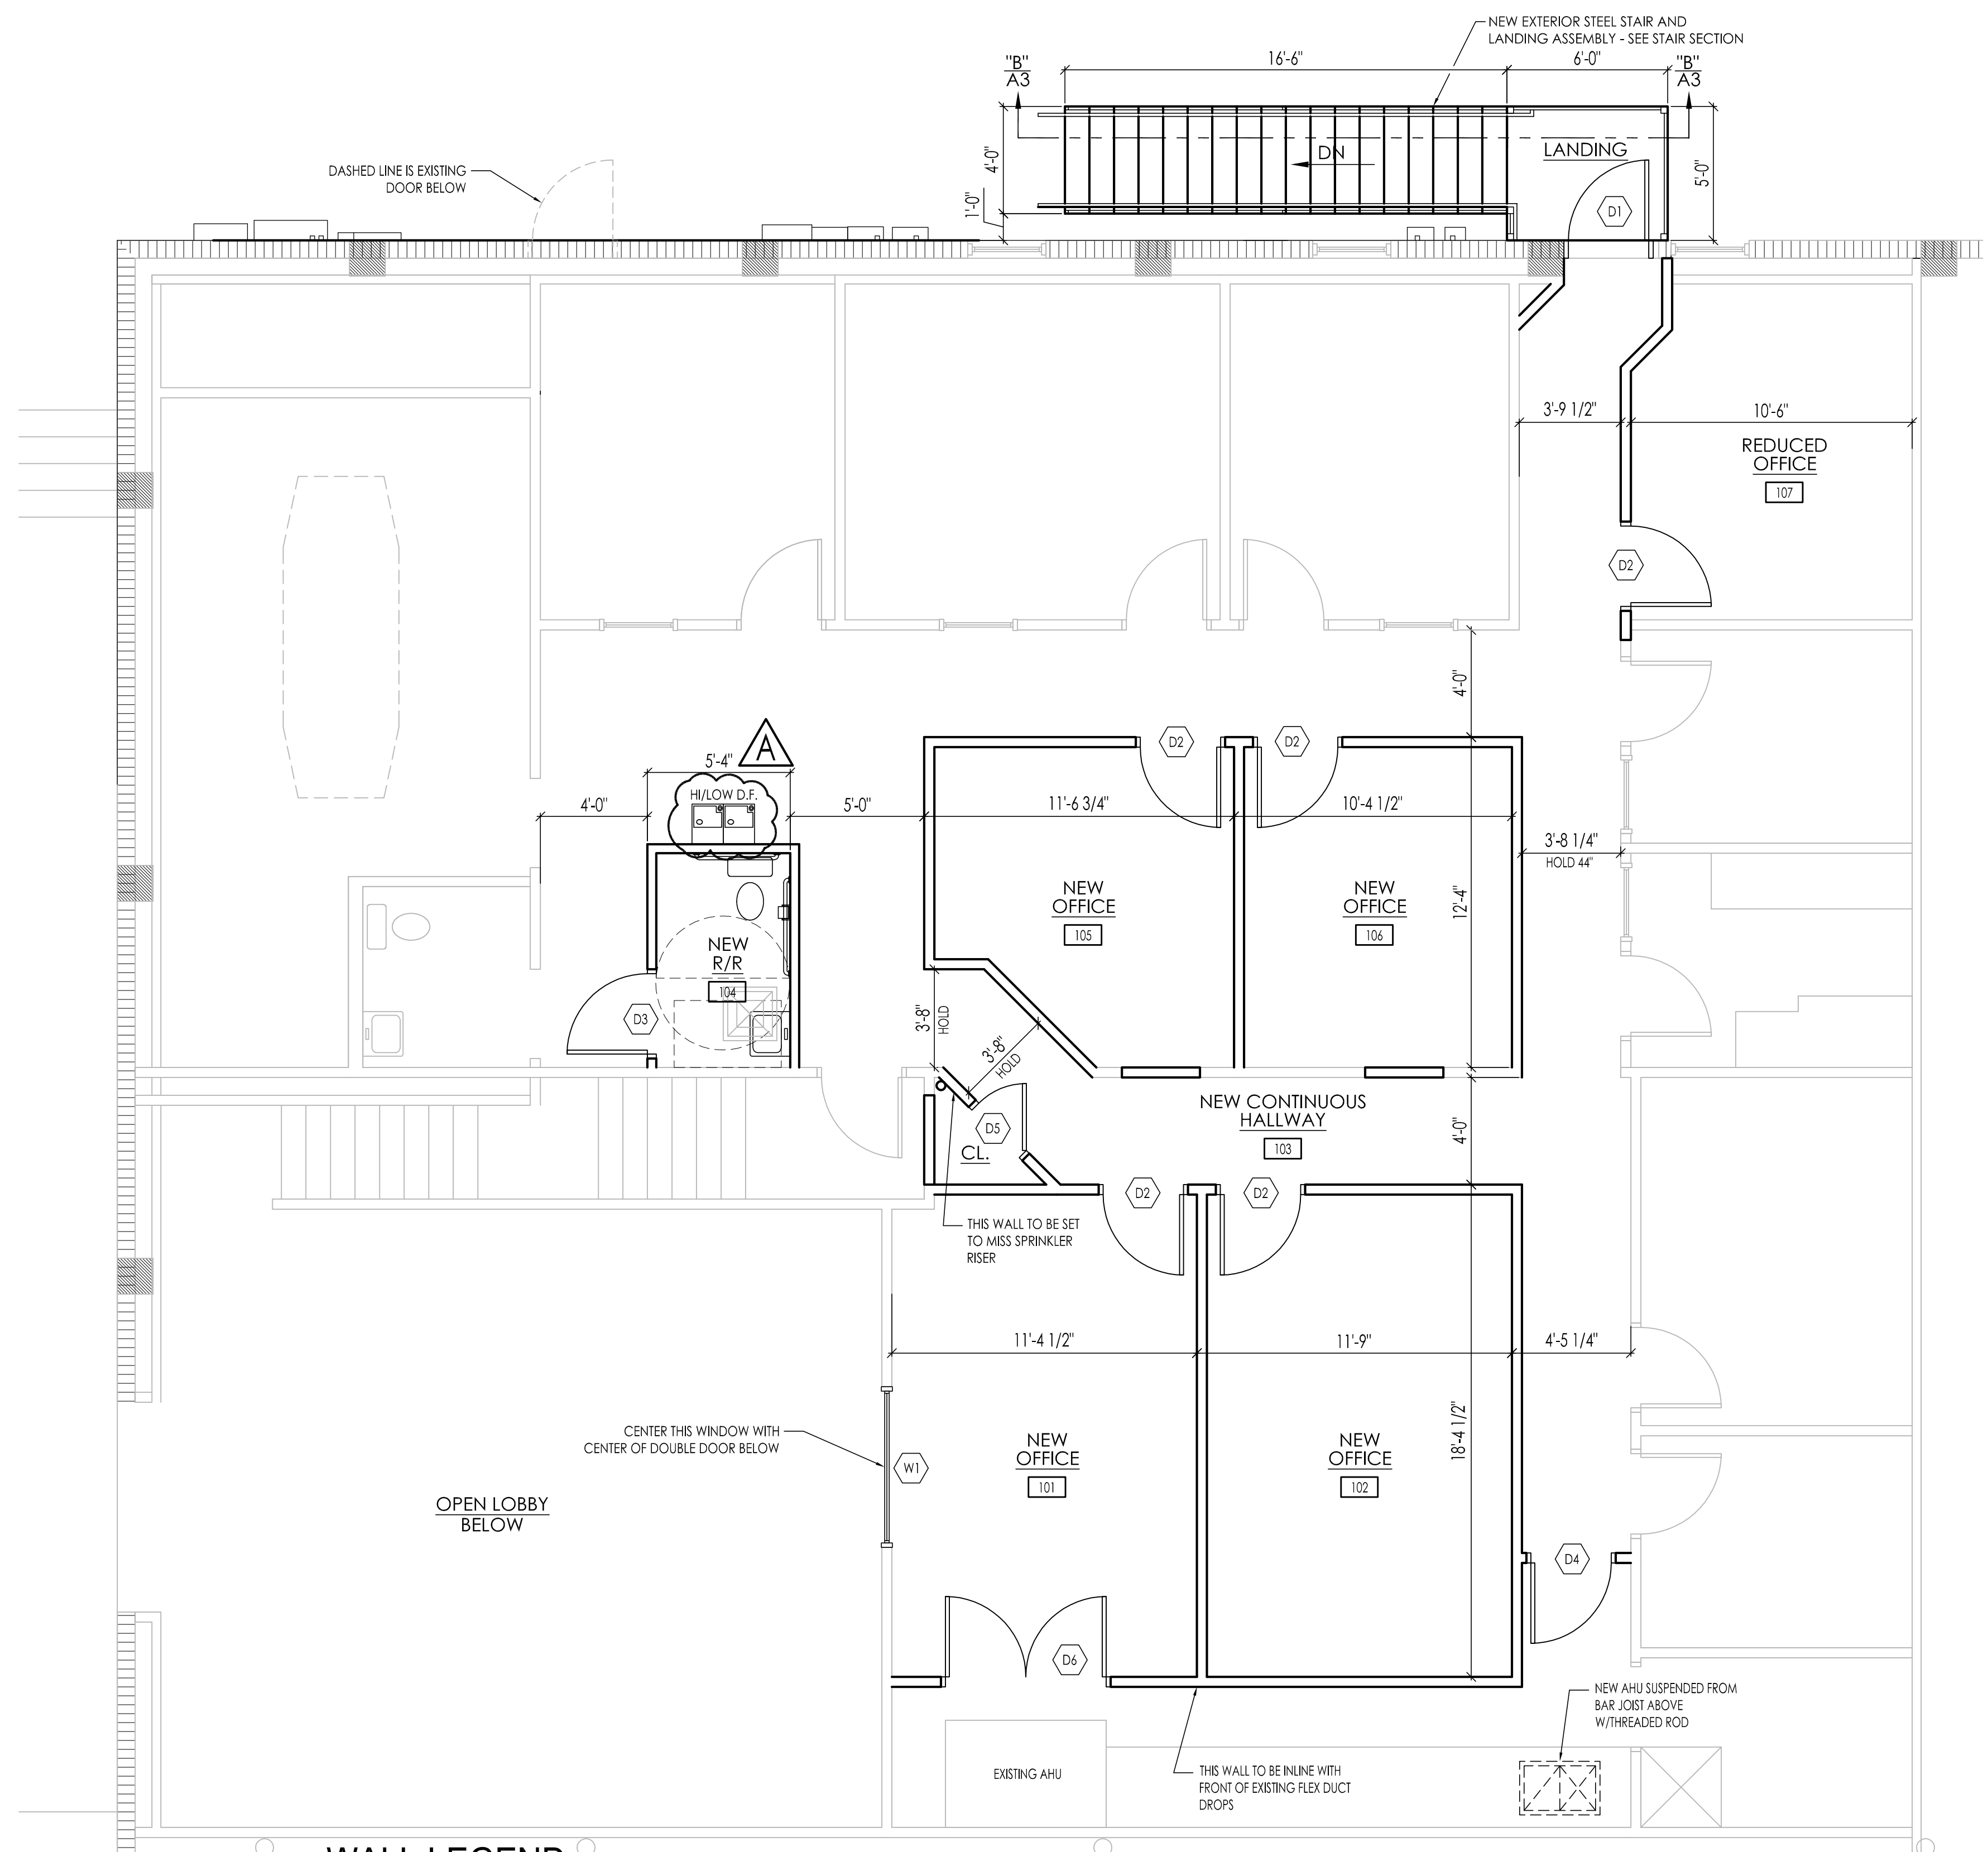 NEW EXTERIOR STEEL STAIR AND
LANDING ASSEMBLY - SEE STAIR SECTION
"B"
A3
16'-6"
6'-0"
"B"
A3
4'-0"
1'-0"
DN
LANDING
5'-0"
D1
DASHED LINE IS EXISTING
DOOR BELOW
3'-9 1/2"
10'-6"
REDUCED
OFFICE
107
D2
4'-0"
A
5'-4"
HI/LOW D.F.
4'-0"
5'-0"
D2
D2
11'-6 3/4"
10'-4 1/2"
3'-8 1/4"
HOLD 44"
NEW
OFFICE
105
NEW
OFFICE
106
12'-4"
NEW
R/R
104
D3
3'-8"
HOLD
3'-8"
HOLD
D5
CL.
NEW CONTINUOUS
HALLWAY
103
4'-0"
D2
D2
THIS WALL TO BE SET
TO MISS SPRINKLER
RISER
11'-4 1/2"
11'-9"
4'-5 1/4"
18'-4 1/2"
CENTER THIS WINDOW WITH
CENTER OF DOUBLE DOOR BELOW
W1
NEW
OFFICE
101
NEW
OFFICE
102
OPEN LOBBY
BELOW
D4
D6
NEW AHU SUSPENDED FROM
BAR JOIST ABOVE
W/THREADED ROD
EXISTING AHU
THIS WALL TO BE INLINE WITH
FRONT OF EXISTING FLEX DUCT
DROPS
WALL LEGEND